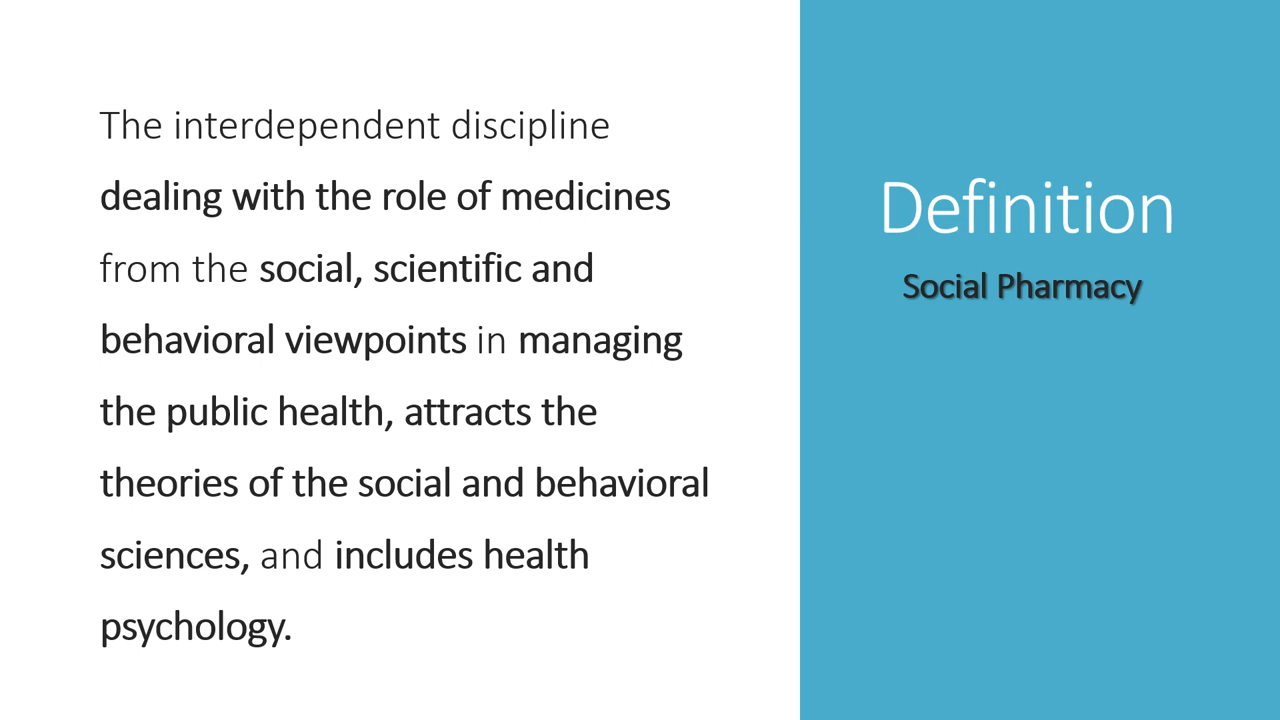 The interdependent discipline
dealing with the role of medicines
from the social, scientific and
behavioral viewpoints in managing
the public health, attracts the
theories of the social and behavioral
sciences, and includes health
psychology.
Definition
Social Pharmacy